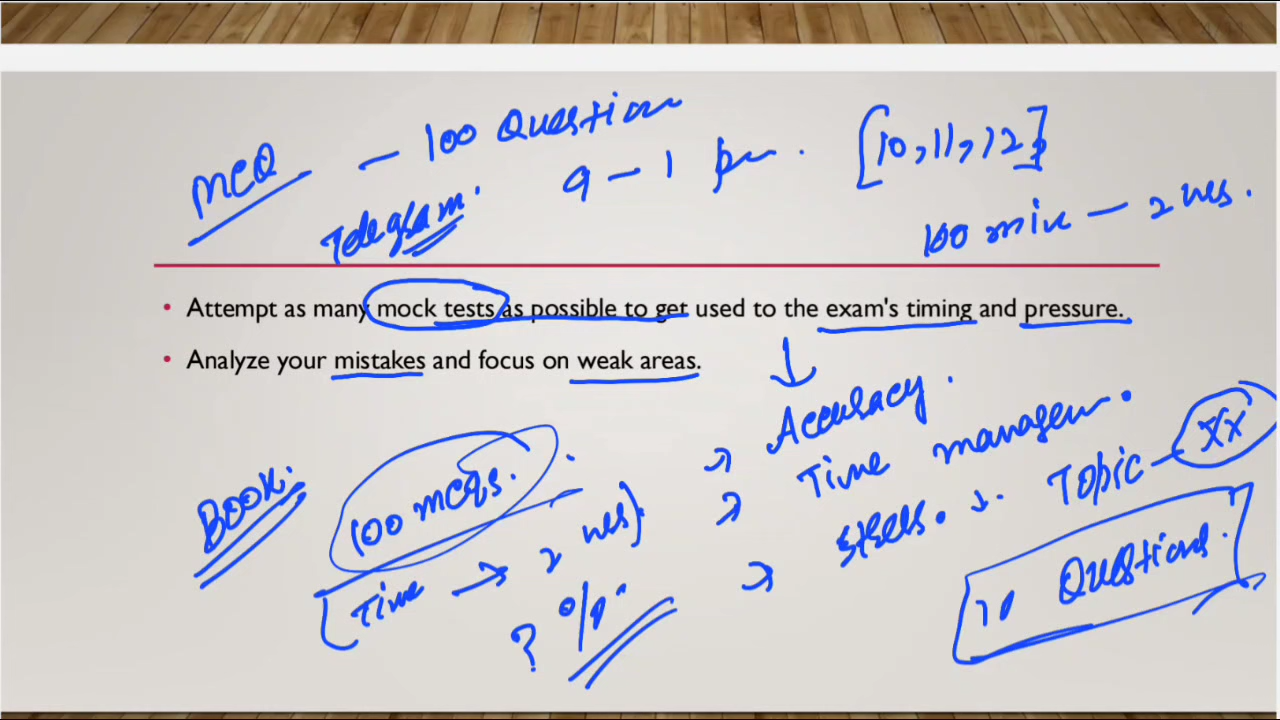 MCQ - 100 Question
Telegram.
9 - 1 pm. [10, 11, 12]
100 min - 2 hrs.
• Attempt as many mock tests as possible to get used to the exam's timing and pressure.
• Analyze your mistakes and focus on weak areas.
→ Accuracy.
→ Time managem.
→ stress. ↓.
Topic - XX
10 Questions.
Book.
100 mcqs.
[Time → 2 hrs]
? %.